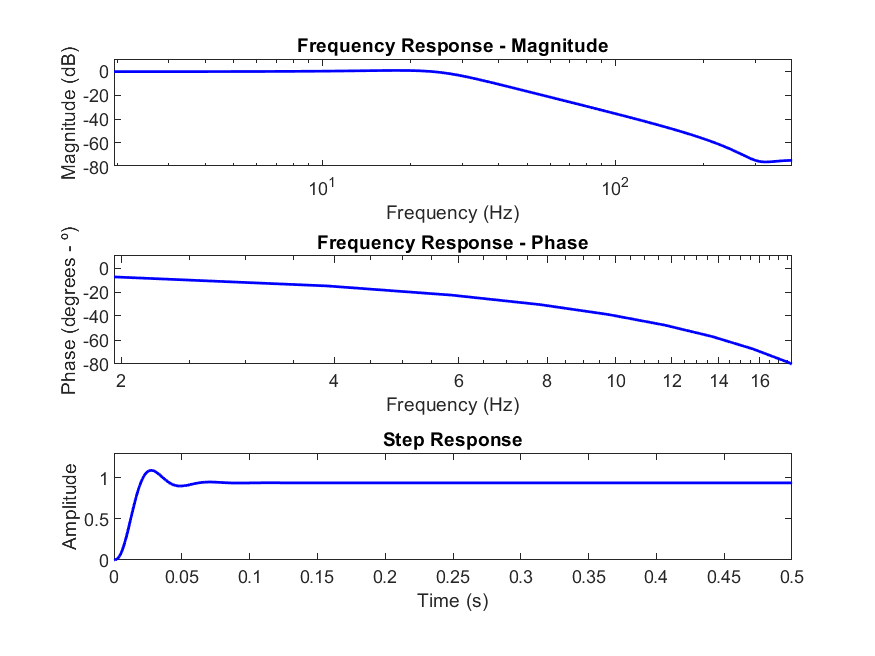 Frequency Response - Magnitude
Magnitude (dB)
0
-20
-40
-60
-80
10^1
10^2
Frequency (Hz)
Frequency Response - Phase
Phase (degrees - º)
0
-20
-40
-60
-80
2 4 6 8 10 12 14 16
Frequency (Hz)
Step Response
Amplitude
1
0.5
0
0 0.05 0.1 0.15 0.2 0.25 0.3 0.35 0.4 0.45 0.5
Time (s)